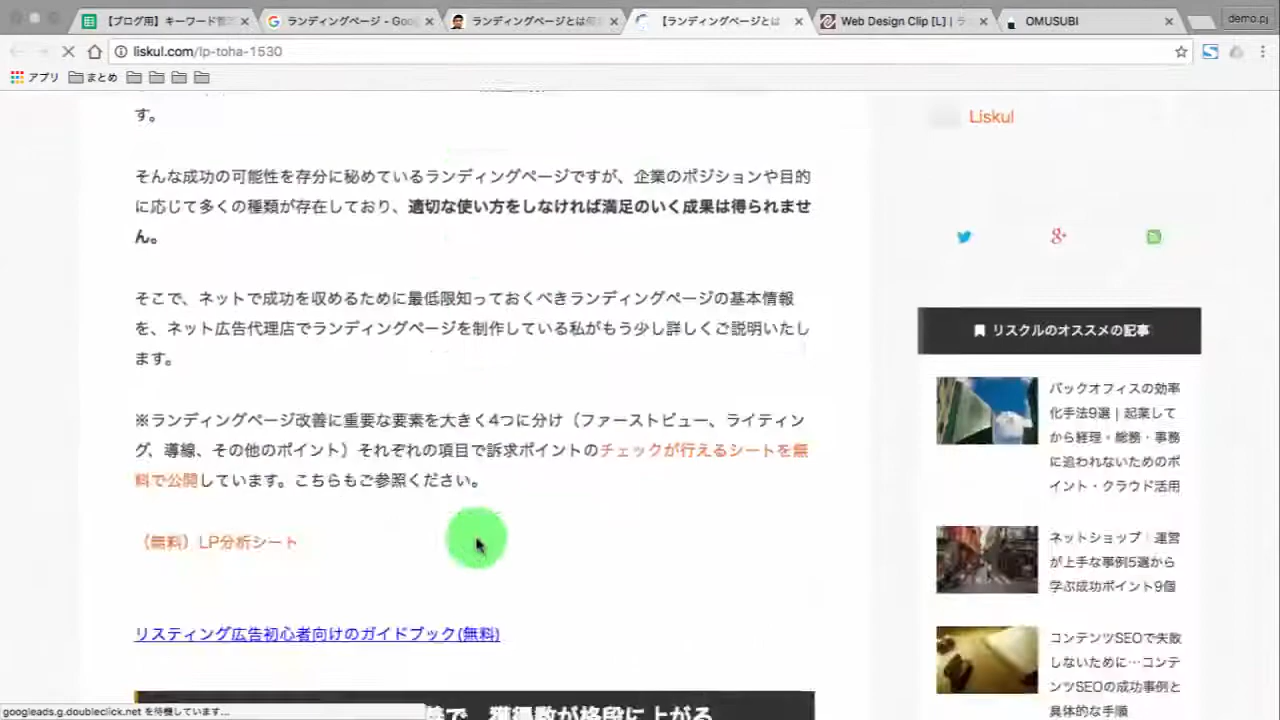 【ブログ用】キーワード
ランディングページ - Goo
ランディングページとは何
【ランディングページとは
Web Design Clip [L] | ラ
OMUSUBI
demo.pj
liskul.com/lp-toha-1530
アプリ
まとめ
す。
そんな成功の可能性を存分に秘めているランディングページですが、企業のポジションや目的
に応じて多くの種類が存在しており、適切な使い方をしなければ満足のいく成果は得られませ
ん。
そこで、ネットで成功を収めるために最低限知っておくべきランディングページの基本情報
を、ネット広告代理店でランディングページを制作している私がもう少し詳しくご説明いたし
ます。
※ランディングページ改善に重要な要素を大きく4つに分け（ファーストビュー、ライティン
グ、導線、その他のポイント）それぞれの項目で訴求ポイントのチェックが行えるシートを無
料で公開しています。こちらもご参照ください。
（無料）LP分析シート
リスティング広告初心者向けのガイドブック(無料)
で、獲得数が格段に上がる
Liskul
リスクルのオススメの記事
バックオフィスの効率
化手法9選｜起業して
から経理・総務・事務
に追われないためのポ
イント・クラウド活用
ネットショップ｜運営
が上手な事例5選から
学ぶ成功ポイント9個
コンテンツSEOで失敗
しないために…コンテ
ンツSEOの成功事例と
具体的な手順
googleads.g.doubleclick.net を待機しています...